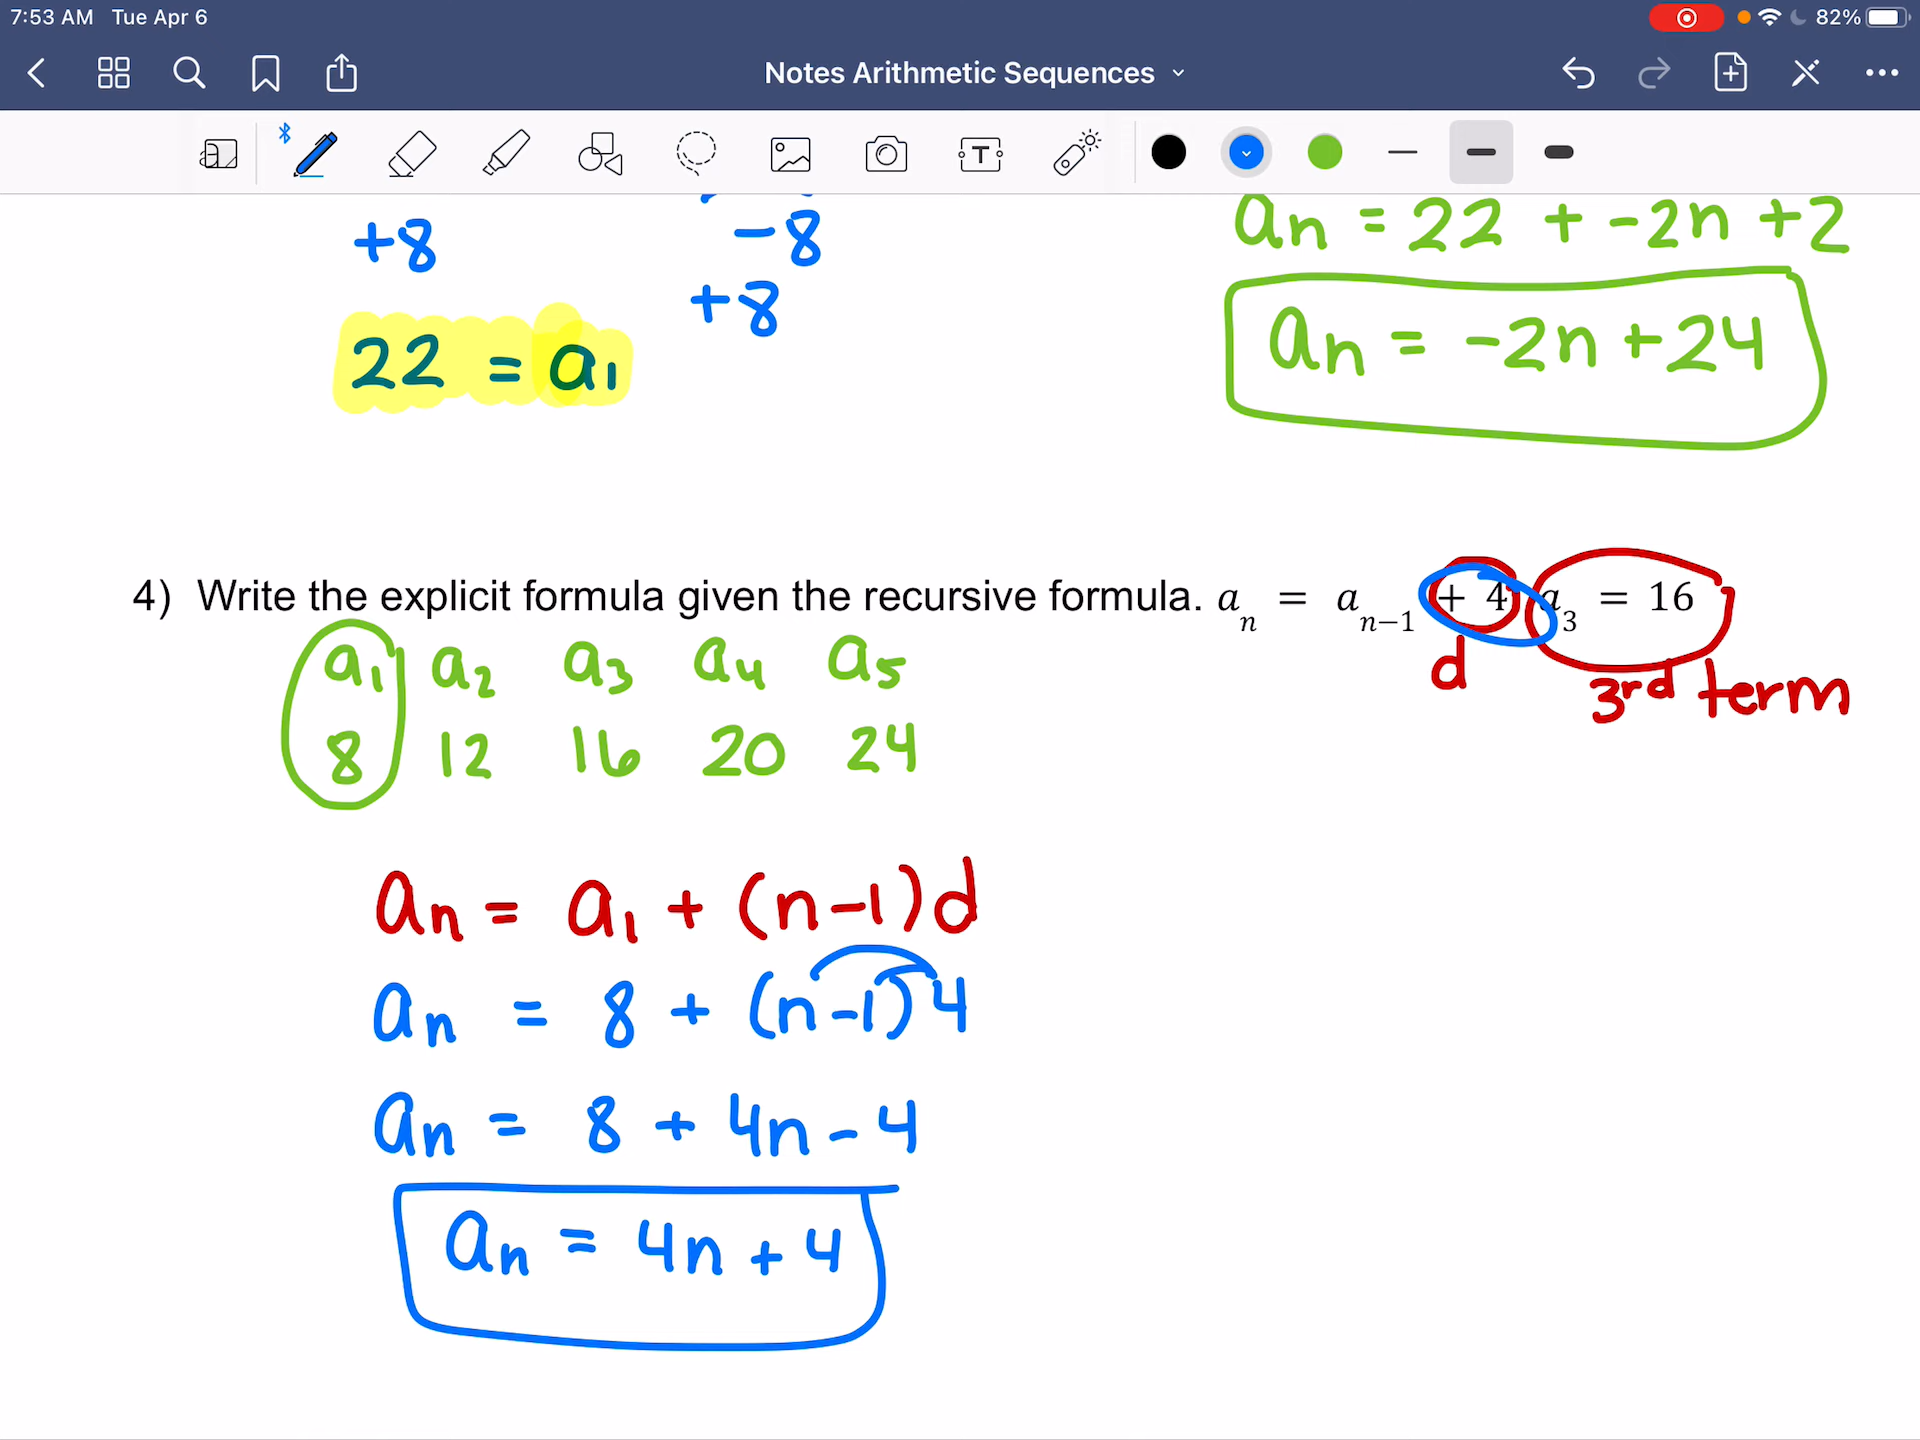 7:53 AM Tue Apr 6
82%
Notes Arithmetic Sequences
+8
-8
+8
22 = a₁
aₙ = 22 + -2n +2
aₙ = -2n +24
4) Write the explicit formula given the recursive formula. aₙ = aₙ₋₁ + 4 a₃ = 16
d
3rd term
a₁ a₂ a₃ a₄ a₅
8 12 16 20 24
aₙ = a₁ + (n-1)d
aₙ = 8 + (n-1)4
aₙ = 8 + 4n - 4
aₙ = 4n + 4